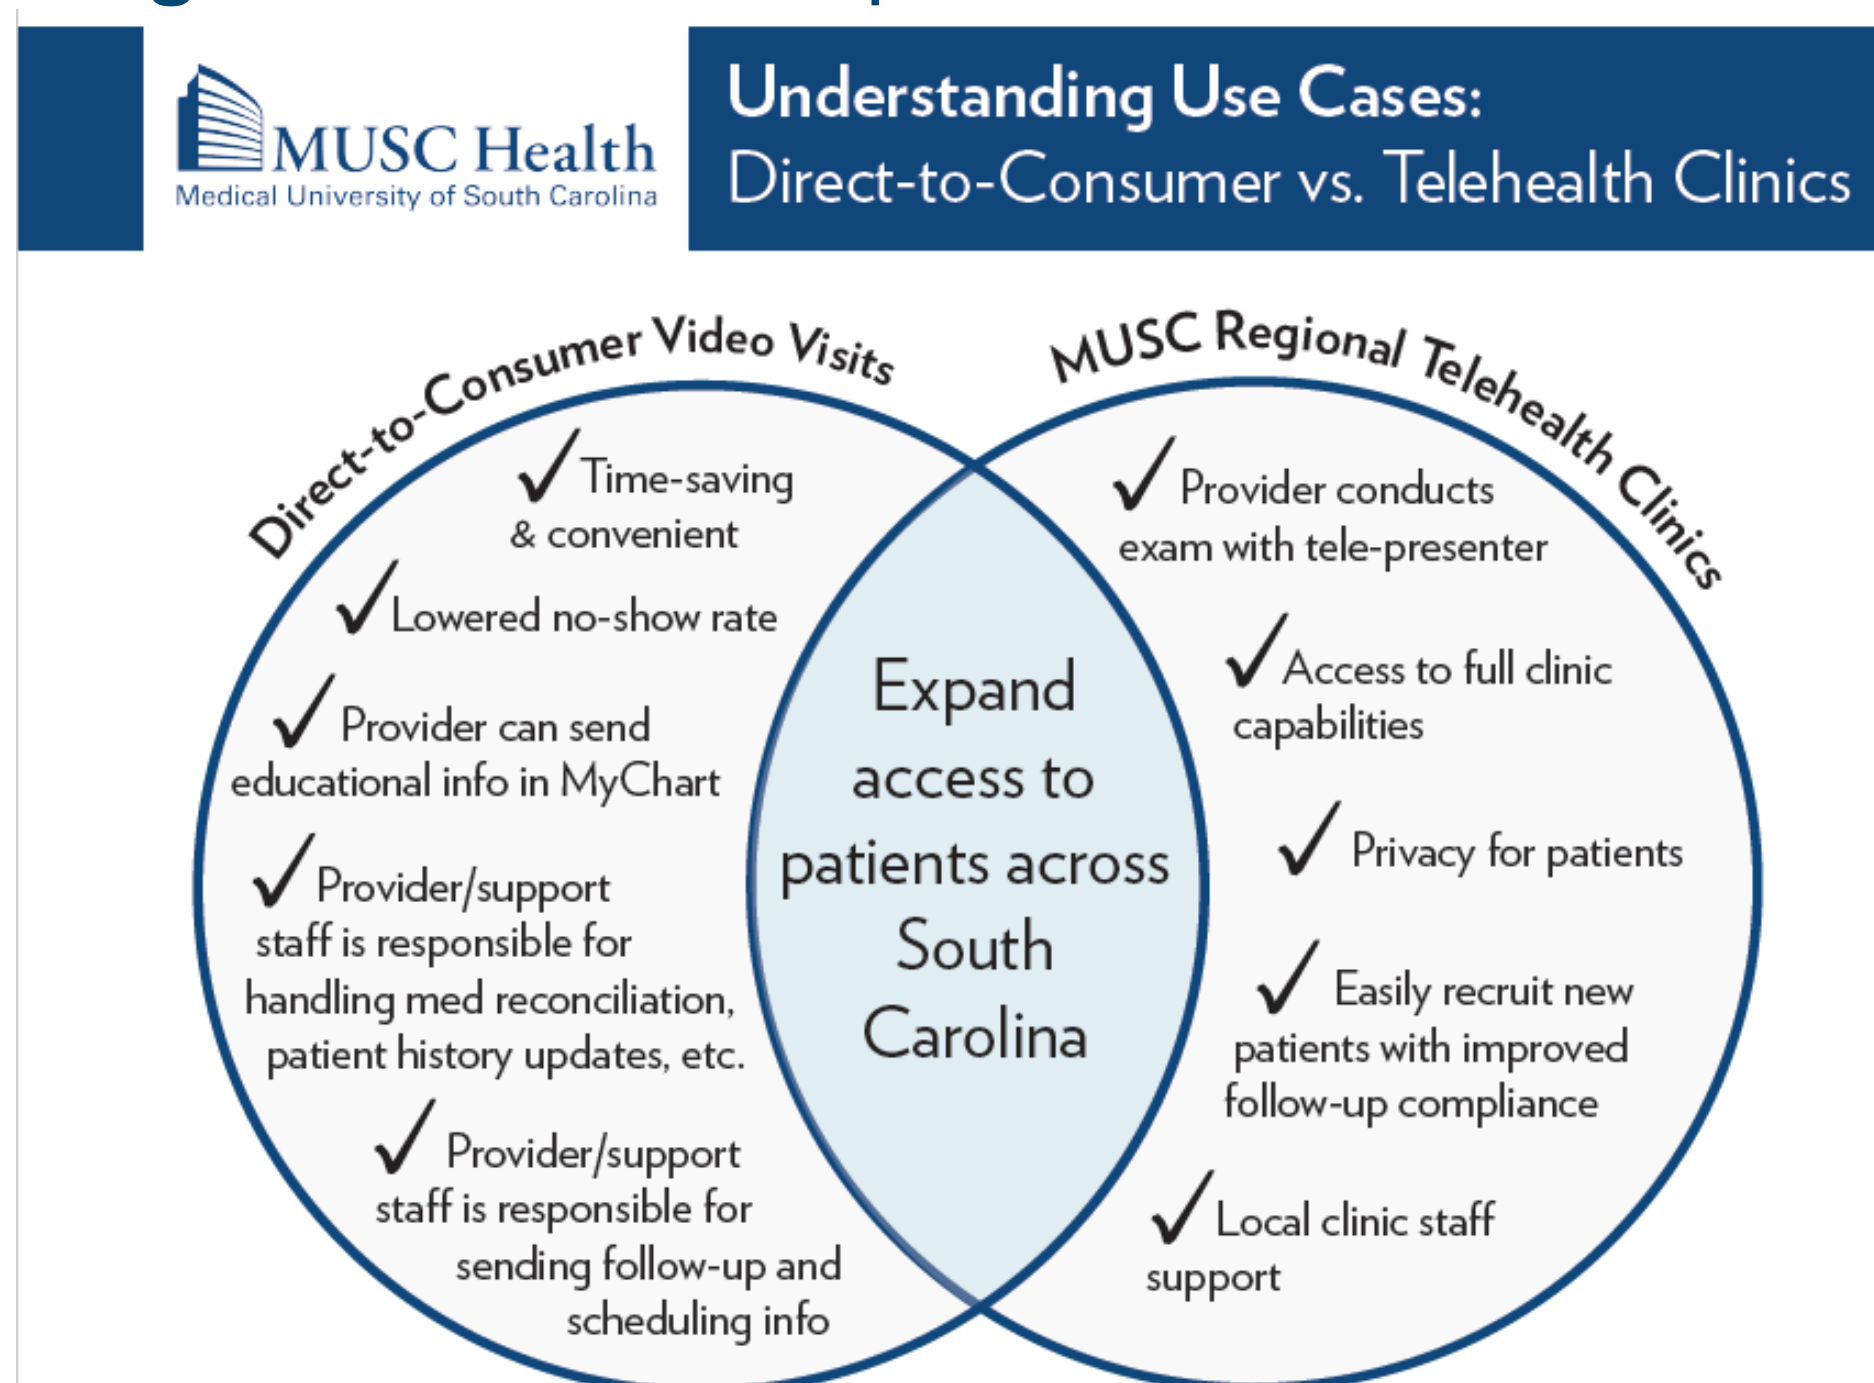 MUSC Health
Medical University of South Carolina
Understanding Use Cases:
Direct-to-Consumer vs. Telehealth Clinics
Direct-to-Consumer Video Visits
✓ Time-saving
& convenient
✓ Lowered no-show rate
✓ Provider can send
educational info in MyChart
✓ Provider/support
staff is responsible for
handling med reconciliation,
patient history updates, etc.
✓ Provider/support
staff is responsible for
sending follow-up and
scheduling info
Expand
access to
patients across
South
Carolina
MUSC Regional Telehealth Clinics
✓ Provider conducts
exam with tele-presenter
✓ Access to full clinic
capabilities
✓ Privacy for patients
✓ Easily recruit new
patients with improved
follow-up compliance
✓ Local clinic staff
support